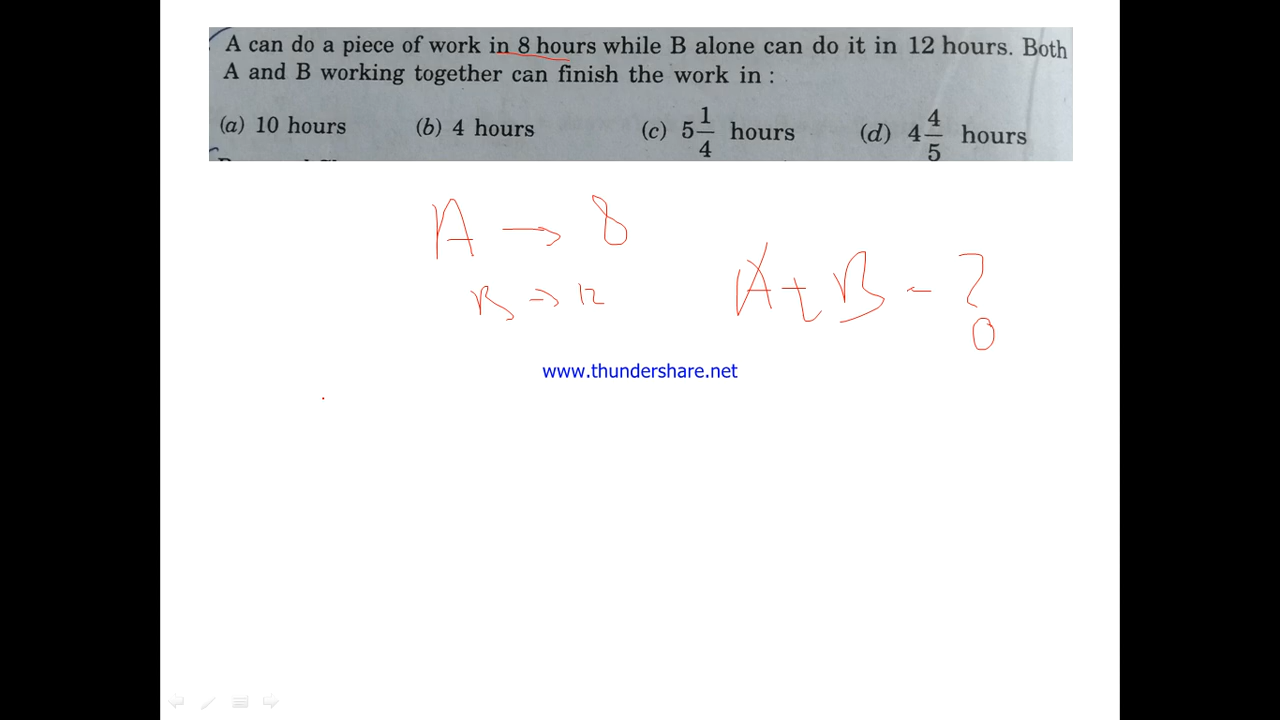 A can do a piece of work in 8 hours while B alone can do it in 12 hours. Both
A and B working together can finish the work in :
(a) 10 hours (b) 4 hours (c) 5 1/4 hours (d) 4 4/5 hours
A → 8
B → 12
A + B - ?
www.thundershare.net